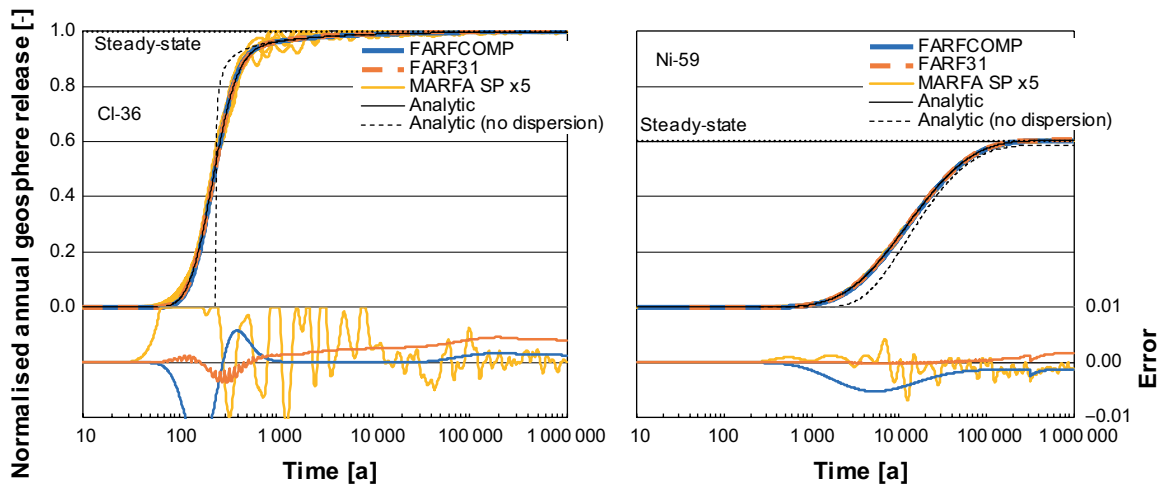 Normalised annual geosphere release [-]
1.0
0.8
0.6
0.4
0.2
0.0
Steady-state
Cl-36
FARFCOMP
FARF31
MARFA SP x5
Analytic
Analytic (no dispersion)
10 100 1 000 10 000 100 000 1 000 000
Time [a]
Ni-59
Steady-state
FARFCOMP
FARF31
MARFA SP x5
Analytic
Analytic (no dispersion)
0.01
0.00
−0.01
Error
10 100 1 000 10 000 100 000 1 000 000
Time [a]